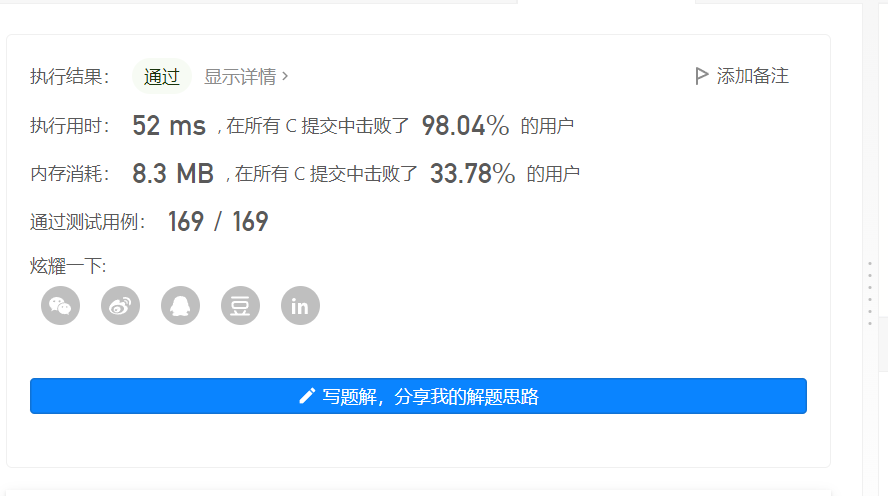 执行结果： 通过 显示详情 › 添加备注
执行用时： 52 ms , 在所有 C 提交中击败了 98.04% 的用户
内存消耗： 8.3 MB , 在所有 C 提交中击败了 33.78% 的用户
通过测试用例： 169 / 169
炫耀一下:
豆 in
写题解，分享我的解题思路